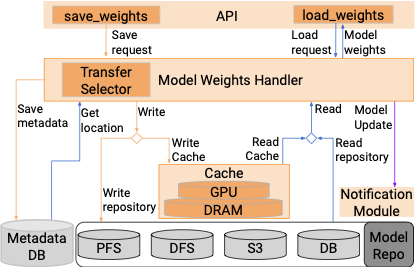 API
save_weights
load_weights
Save
request
Load
request
Model
weights
Transfer
Selector
Model Weights Handler
Save
metadata
Get
location
Write
Read
Model
Update
Write
Cache
Read
Cache
Read
repository
Cache
GPU
DRAM
Write
repository
Notification
Module
Metadata
DB
PFS
DFS
S3
DB
Model
Repo